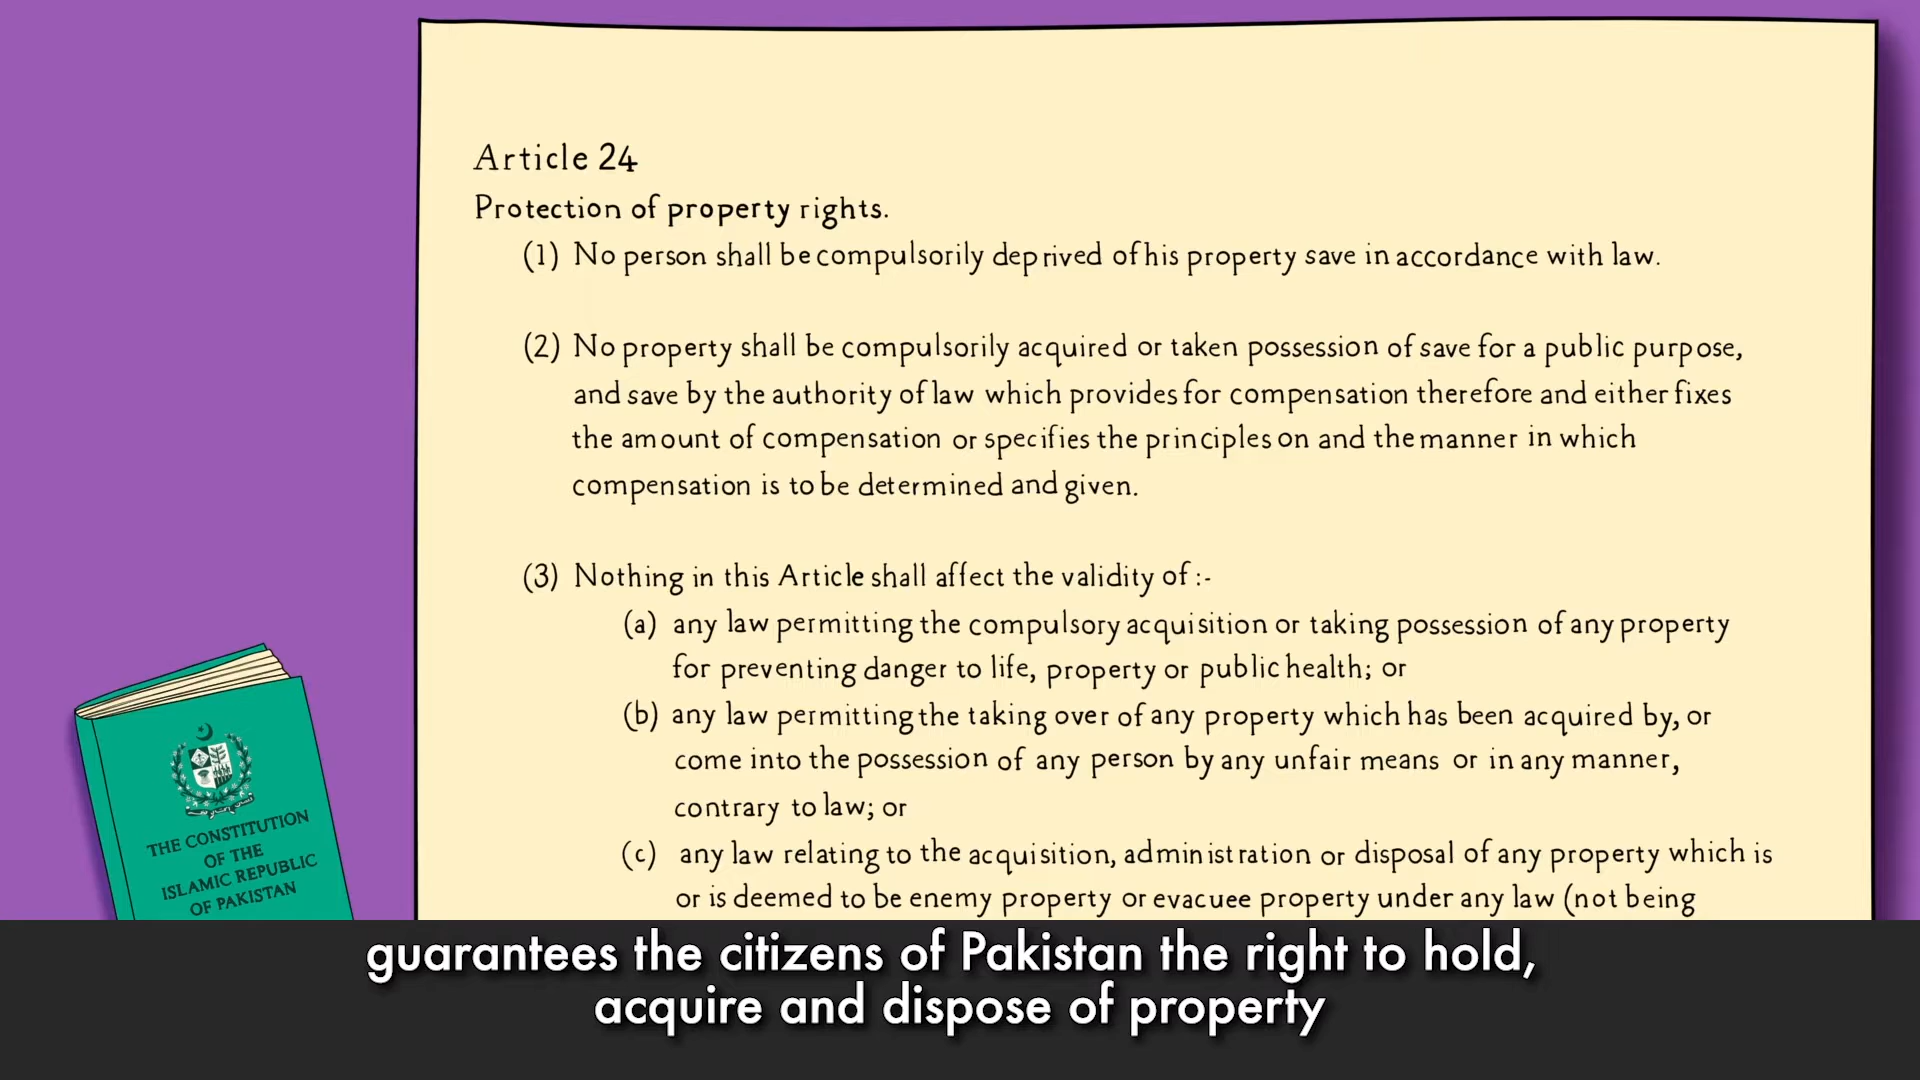 Article 24
Protection of property rights.
(1) No person shall be compulsorily deprived of his property save in accordance with law.
(2) No property shall be compulsorily acquired or taken possession of save for a public purpose,
and save by the authority of law which provides for compensation therefore and either fixes
the amount of compensation or specifies the principles on and the manner in which
compensation is to be determined and given.
(3) Nothing in this Article shall affect the validity of :-
(a) any law permitting the compulsory acquisition or taking possession of any property
for preventing danger to life, property or public health; or
(b) any law permitting the taking over of any property which has been acquired by, or
come into the possession of any person by any unfair means or in any manner,
contrary to law; or
(c) any law relating to the acquisition, administration or disposal of any property which is
or is deemed to be enemy property or evacuee property under any law (not being
THE CONSTITUTION
OF THE
ISLAMIC REPUBLIC
OF PAKISTAN
guarantees the citizens of Pakistan the right to hold,
acquire and dispose of property